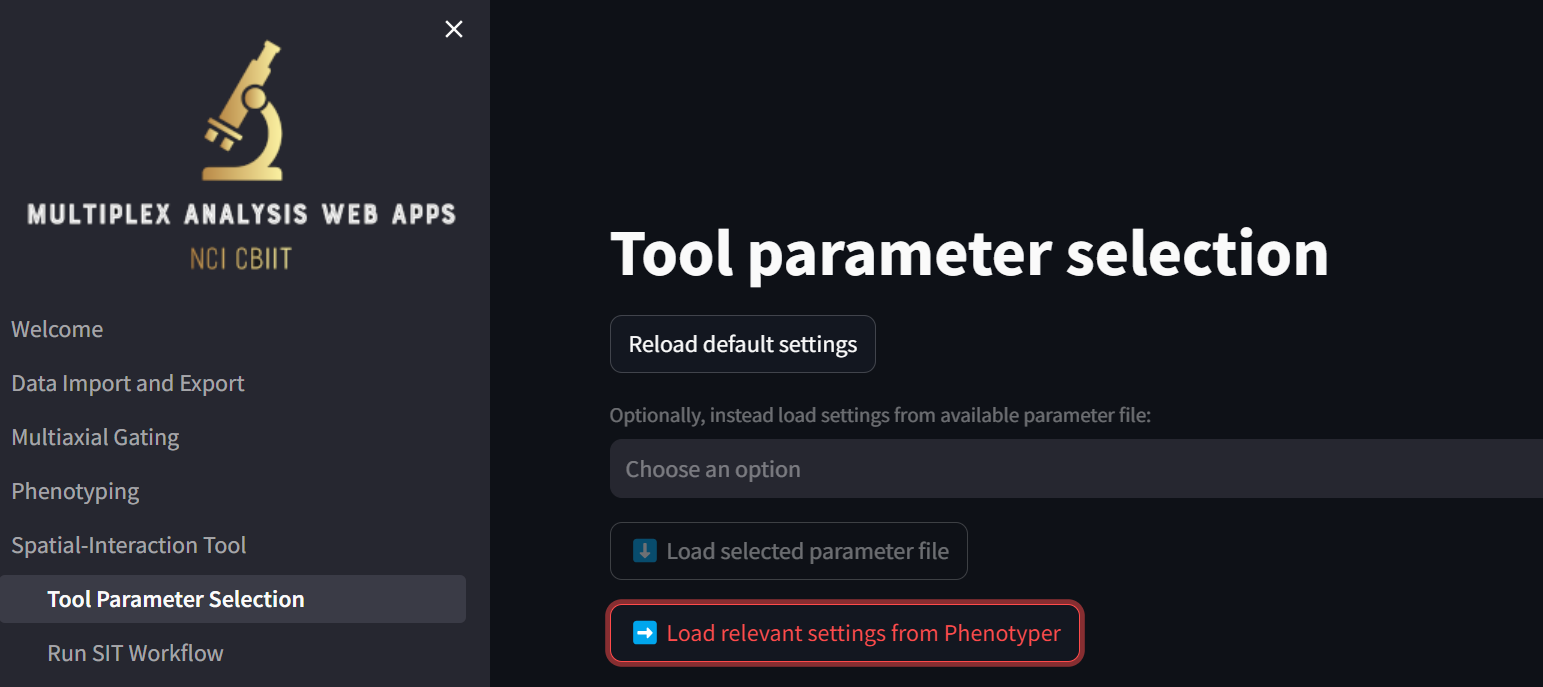 MULTIPLEX ANALYSIS WEB APPS
NCI CBIIT
Welcome
Data Import and Export
Multiaxial Gating
Phenotyping
Spatial-Interaction Tool
Tool Parameter Selection
Run SIT Workflow
Tool parameter selection
Reload default settings
Optionally, instead load settings from available parameter file:
Choose an option
Load selected parameter file
Load relevant settings from Phenotyper